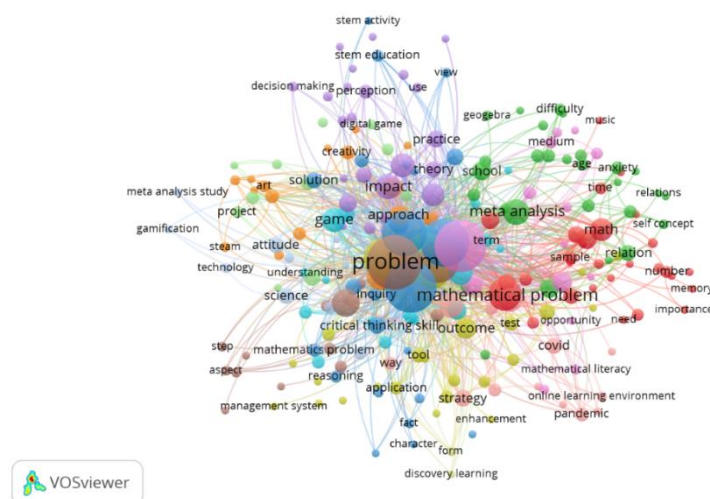 stem activity
stem education
view
decision making
perception
use
digital game
geogebra
difficulty
music
medium
practice
creativity
theory
school
age
anxiety
solution
impact
time
relations
meta analysis study
art
project
game
approach
meta analysis
self concept
gamification
math
term
steam
attitude
sample
relation
problem
technology
understanding
number
science
inquiry
mathematical problem
memory
importance
critical thinking skill
outcome
test
opportunity
need
step
mathematics problem
way
tool
covid
aspect
reasoning
mathematical literacy
application
strategy
online learning environment
management system
pandemic
fact
enhancement
character
form
discovery learning
VOSviewer